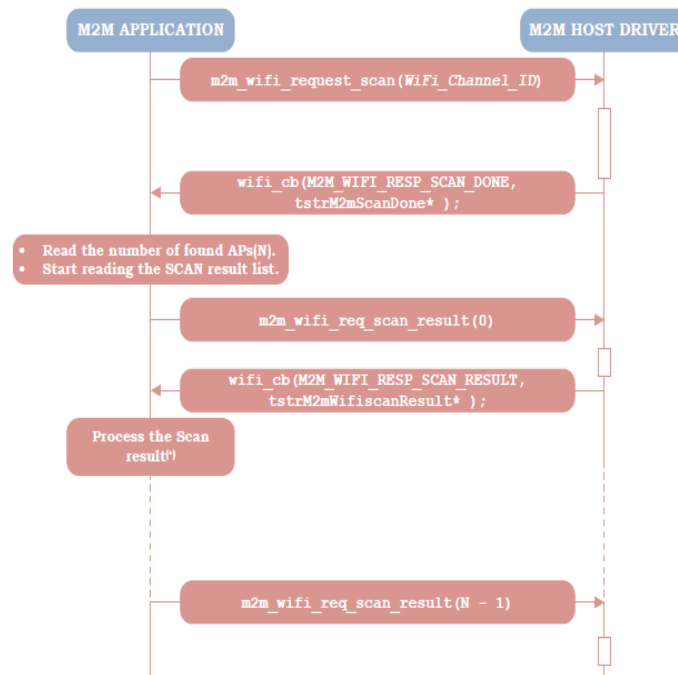 M2M APPLICATION
M2M HOST DRIVER
m2m_wifi_request_scan(WiFi_Channel_ID)
wifi_cb(M2M_WIFI_RESP_SCAN_DONE,
tstrM2mScanDone* );
• Read the number of found APs(N).
• Start reading the SCAN result list.
m2m_wifi_req_scan_result(0)
wifi_cb(M2M_WIFI_RESP_SCAN_RESULT,
tstrM2mWifiscanResult* );
Process the Scan
result(*)
m2m_wifi_req_scan_result(N - 1)